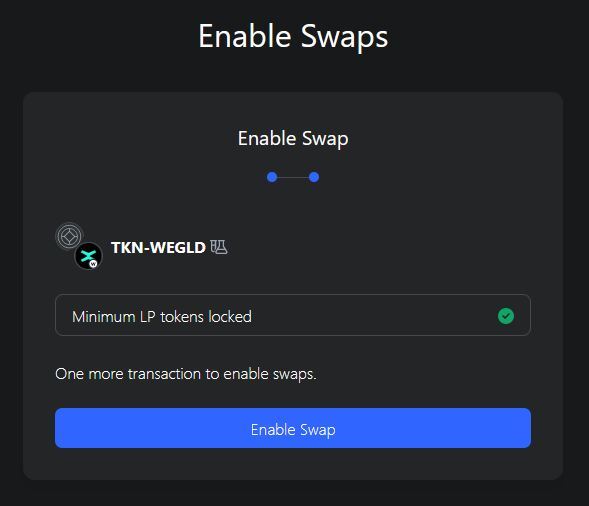 Enable Swaps
Enable Swap
TKN-WEGLD
Minimum LP tokens locked
One more transaction to enable swaps.
Enable Swap